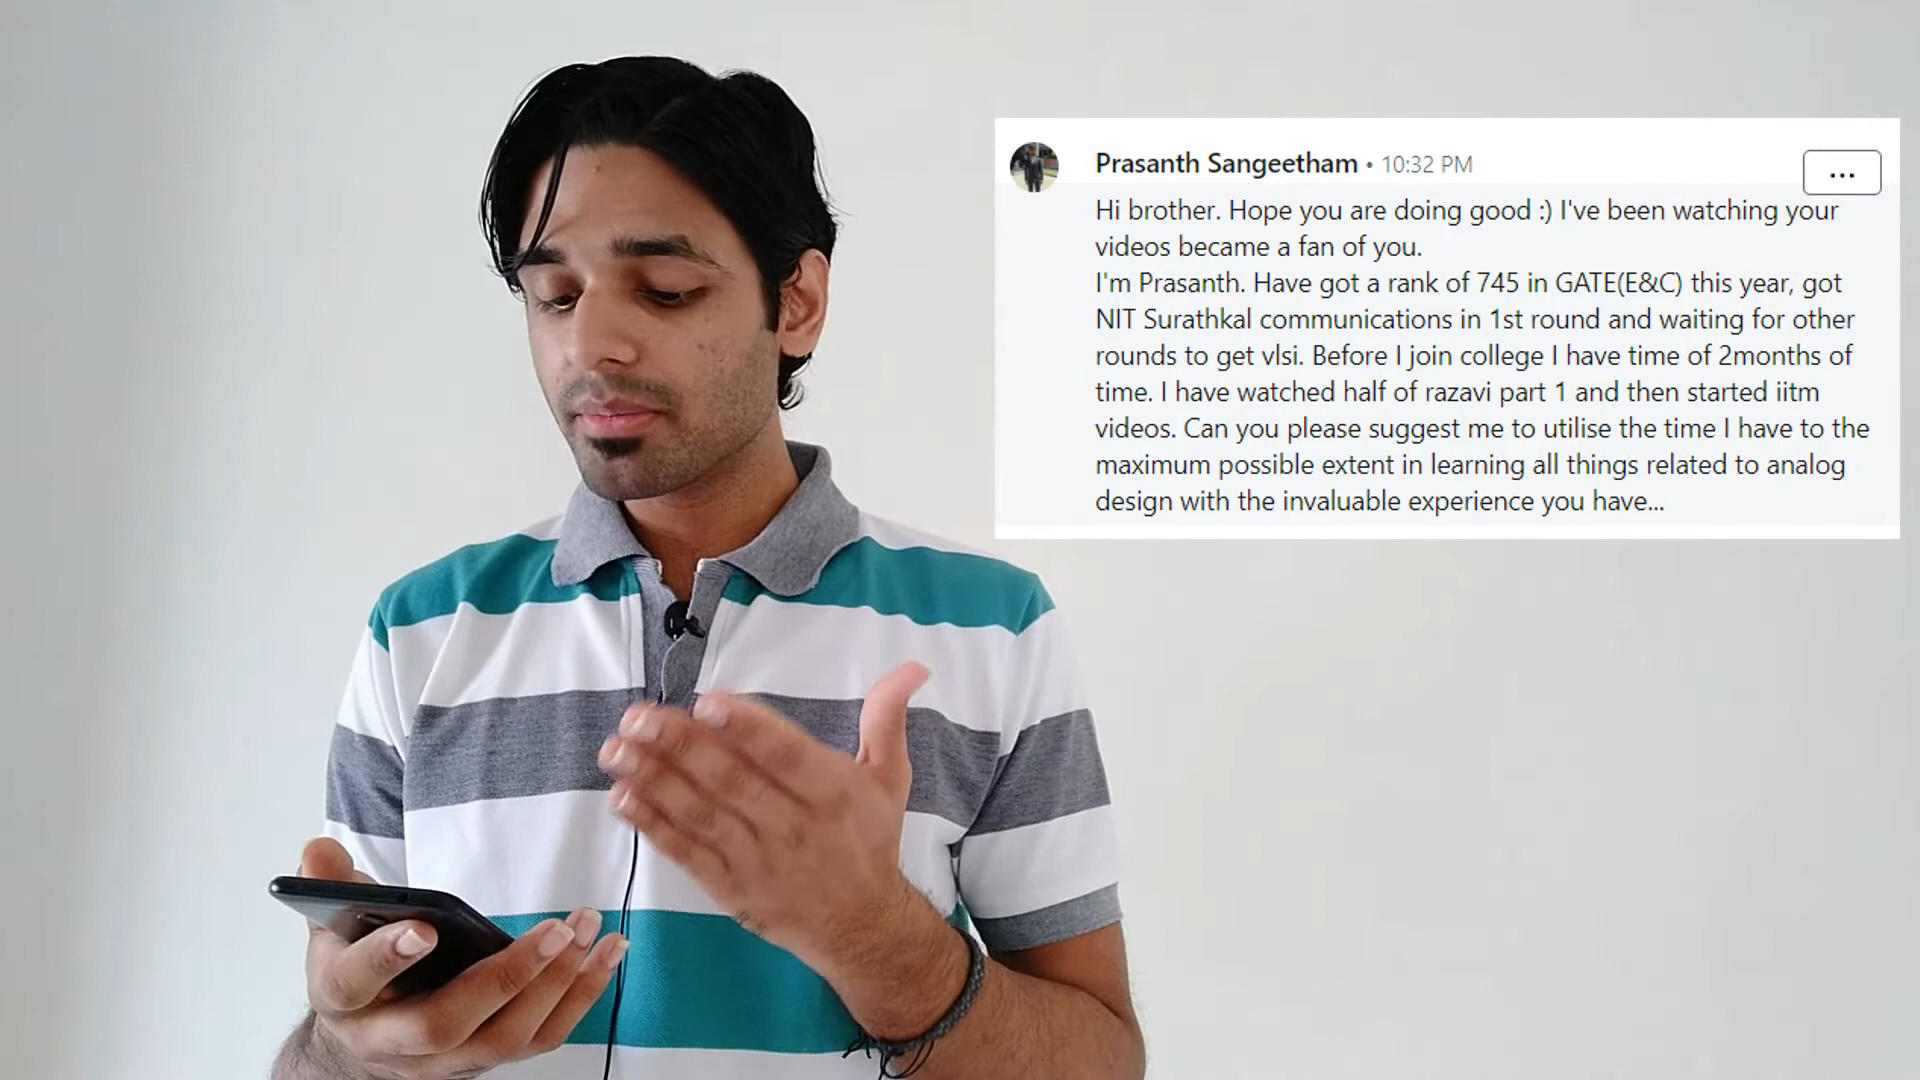 Prasanth Sangeetham • 10:32 PM
...
Hi brother. Hope you are doing good :) I've been watching your
videos became a fan of you.
I'm Prasanth. Have got a rank of 745 in GATE(E&C) this year, got
NIT Surathkal communications in 1st round and waiting for other
rounds to get vlsi. Before I join college I have time of 2months of
time. I have watched half of razavi part 1 and then started iitm
videos. Can you please suggest me to utilise the time I have to the
maximum possible extent in learning all things related to analog
design with the invaluable experience you have...